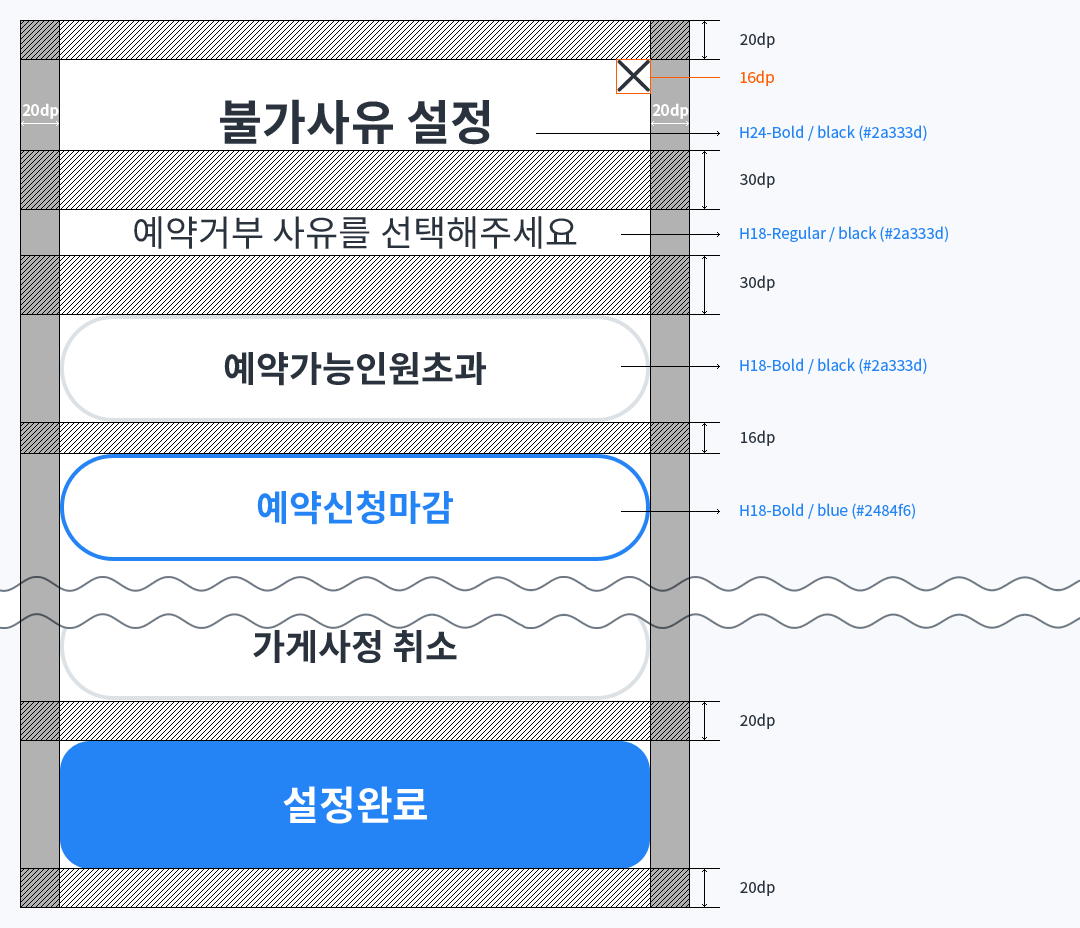 20dp
16dp
20dp
20dp
불가사유 설정
H24-Bold / black (#2a333d)
30dp
예약거부 사유를 선택해주세요
H18-Regular / black (#2a333d)
30dp
예약가능인원초과
H18-Bold / black (#2a333d)
16dp
예약신청마감
H18-Bold / blue (#2484f6)
가게사정 취소
20dp
설정완료
20dp